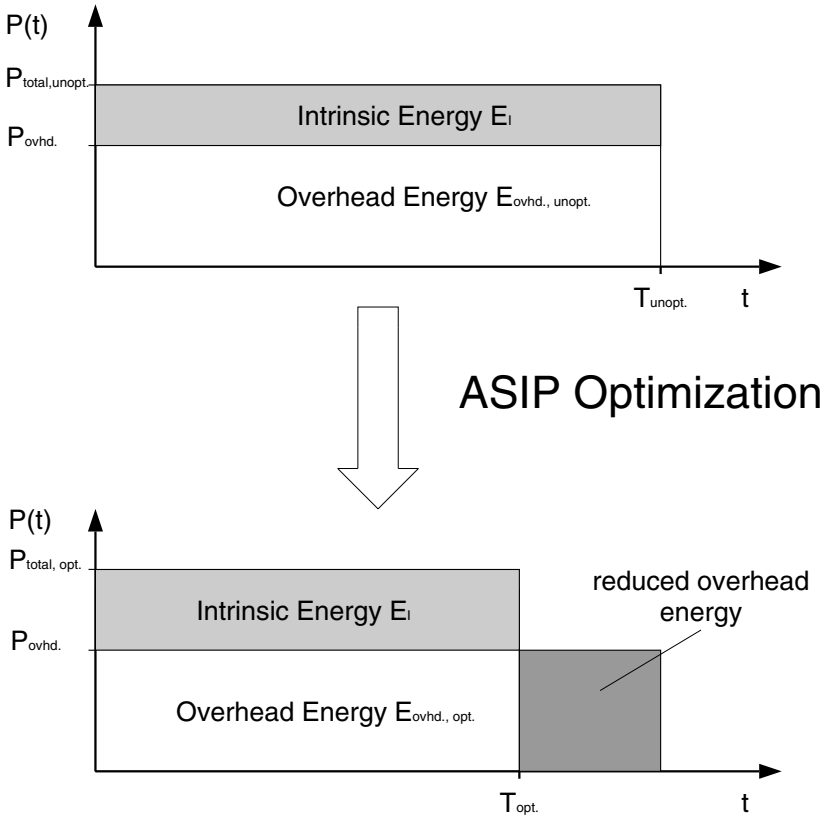 P(t)
Ptotal,unopt.
Intrinsic Energy EI
Povhd.
Overhead Energy Eovhd., unopt.
Tunopt.
t
ASIP Optimization
P(t)
Ptotal, opt.
reduced overhead
energy
Intrinsic Energy EI
Povhd.
Overhead Energy Eovhd., opt.
Topt.
t